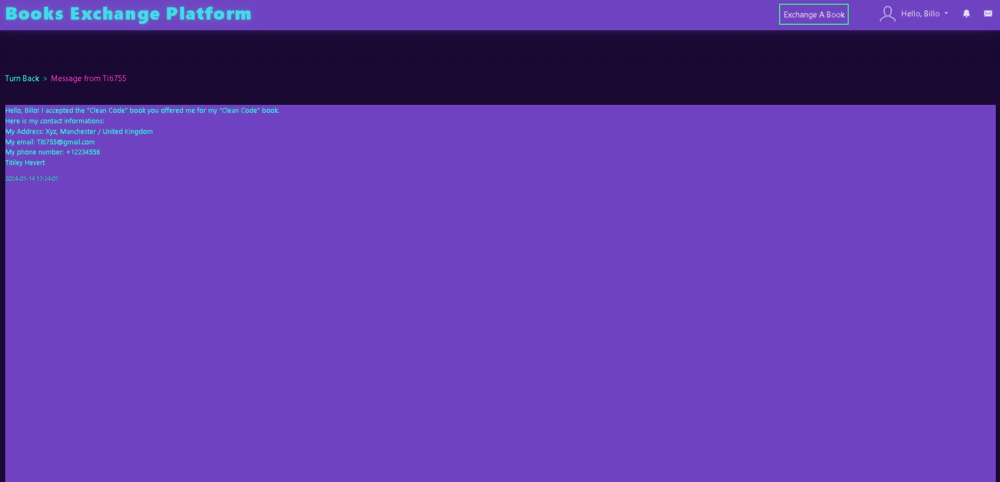 Books Exchange Platform
Exchange A Book
Hello, Billo
Turn Back > Message from Titi755
Hello, Billo! I accepted the "Clean Code" book you offered me for my "Clean Code" book.
Here is my contact informations:
My Address: Xyz, Manchester / United Kingdom
My email: Titi755@gmail.com
My phone number: +12234556
Titiley Hevert
2024-01-14 17:24:01